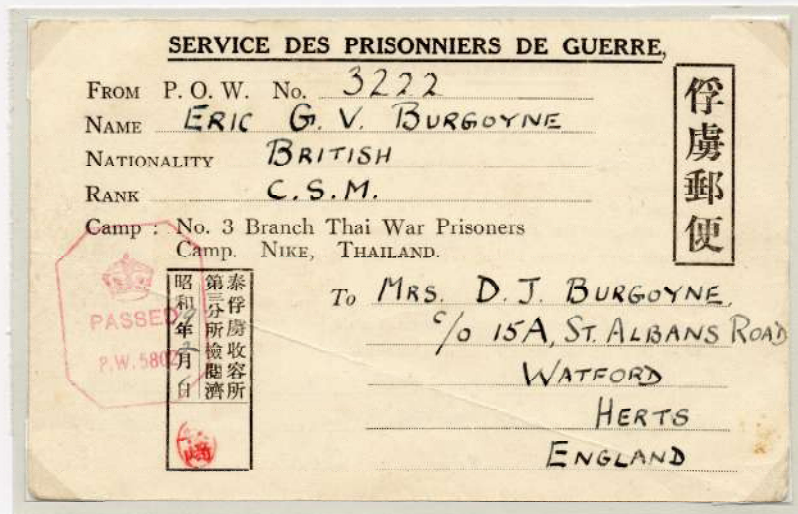 SERVICE DES PRISONNIERS DE GUERRE,
FROM P. O. W. No. 3222
NAME ERIC G. V. BURGOYNE
NATIONALITY BRITISH
RANK C.S.M.
Camp : No. 3 Branch Thai War Prisoners
Camp. NIKE, THAILAND.
俘虜郵便
PASSED
P.W. 5802
泰俘虜收容所
第三分所檢閲濟
昭和 年 月 日
To MRS. D. J. BURGOYNE,
c/o 15A, ST. ALBANS ROAD
WATFORD
HERTS
ENGLAND